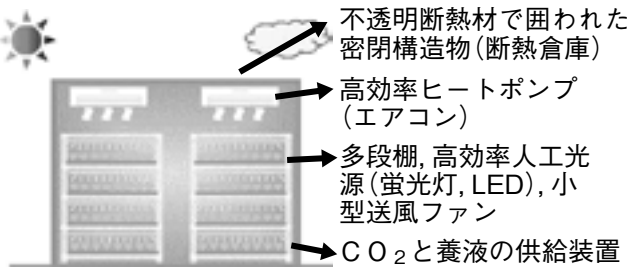 不透明断熱材で囲われた
密閉構造物(断熱倉庫)
高効率ヒートポンプ
(エアコン)
多段棚, 高効率人工光
源(蛍光灯, LED), 小
型送風ファン
CO₂と養液の供給装置